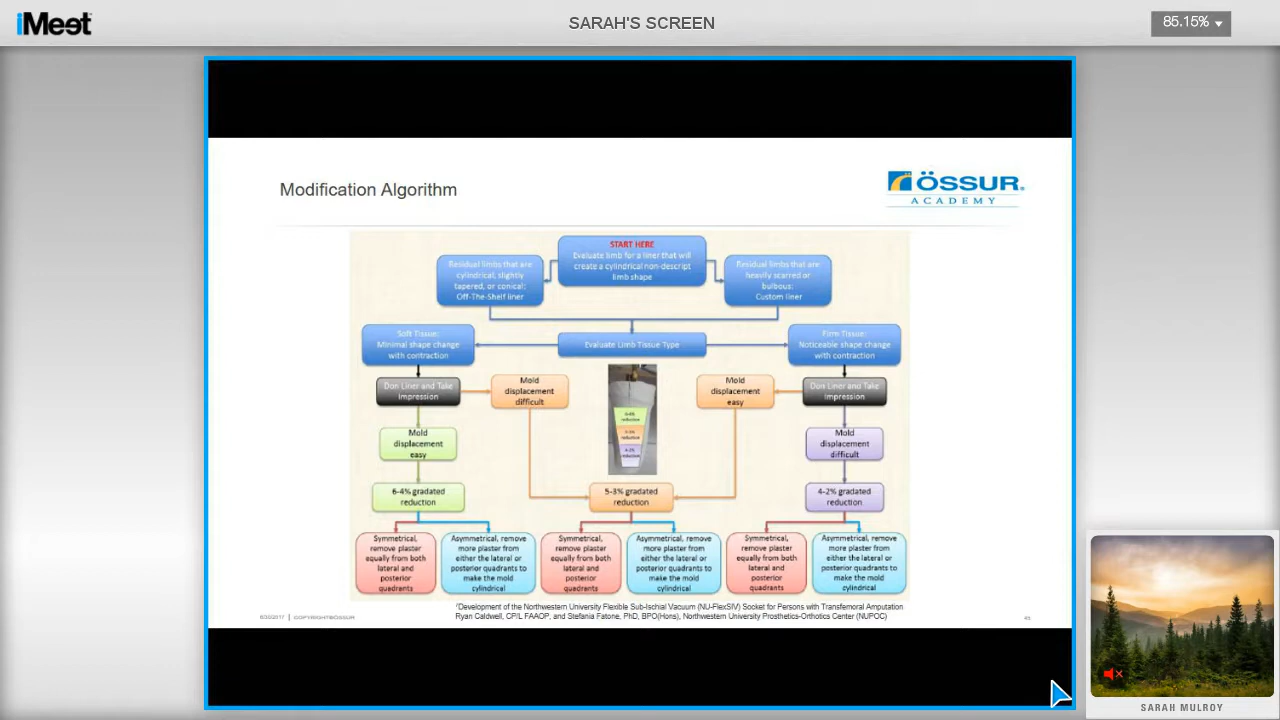 iMeet
SARAH'S SCREEN
85.15%
Modification Algorithm
ÖSSUR®
ACADEMY
START HERE
Evaluate limb for a liner that will
create a cylindrical non-descript
limb shape
Residual limbs that are
cylindrical, slightly
tapered, or conical:
Off-The-Shelf liner
Residual limbs that are
heavily scarred or
bulbous:
Custom liner
Soft Tissue:
Minimal shape change
with contraction
Evaluate Limb Tissue Type
Firm Tissue:
Noticeable shape change
with contraction
Don Liner and Take
Impression
Mold
displacement
difficult
Mold
displacement
easy
Don Liner and Take
Impression
Mold
displacement
easy
6-4%
reduction
5-3%
reduction
4-2%
reduction
Mold
displacement
difficult
6-4% gradated
reduction
5-3% gradated
reduction
4-2% gradated
reduction
Symmetrical,
remove plaster
equally from both
lateral and
posterior
quadrants
Asymmetrical, remove
more plaster from
either the lateral or
posterior quadrants to
make the mold
cylindrical
Symmetrical,
remove plaster
equally from both
lateral and
posterior
quadrants
Asymmetrical, remove
more plaster from
either the lateral or
posterior quadrants to
make the mold
cylindrical
Symmetrical,
remove plaster
equally from both
lateral and
posterior
quadrants
Asymmetrical, remove
more plaster from
either the lateral or
posterior quadrants to
make the mold
cylindrical
Development of the Northwestern University Flexible Sub-Ischial Vacuum (NU-FlexSIV) Socket for Persons with Transfemoral Amputation
Ryan Caldwell, CP/L FAAOP, and Stefania Fatone, PhD, BPO(Hons), Northwestern University Prosthetics-Orthotics Center (NUPOC)
COPYRIGHT©ÖSSUR
SARAH MULROY